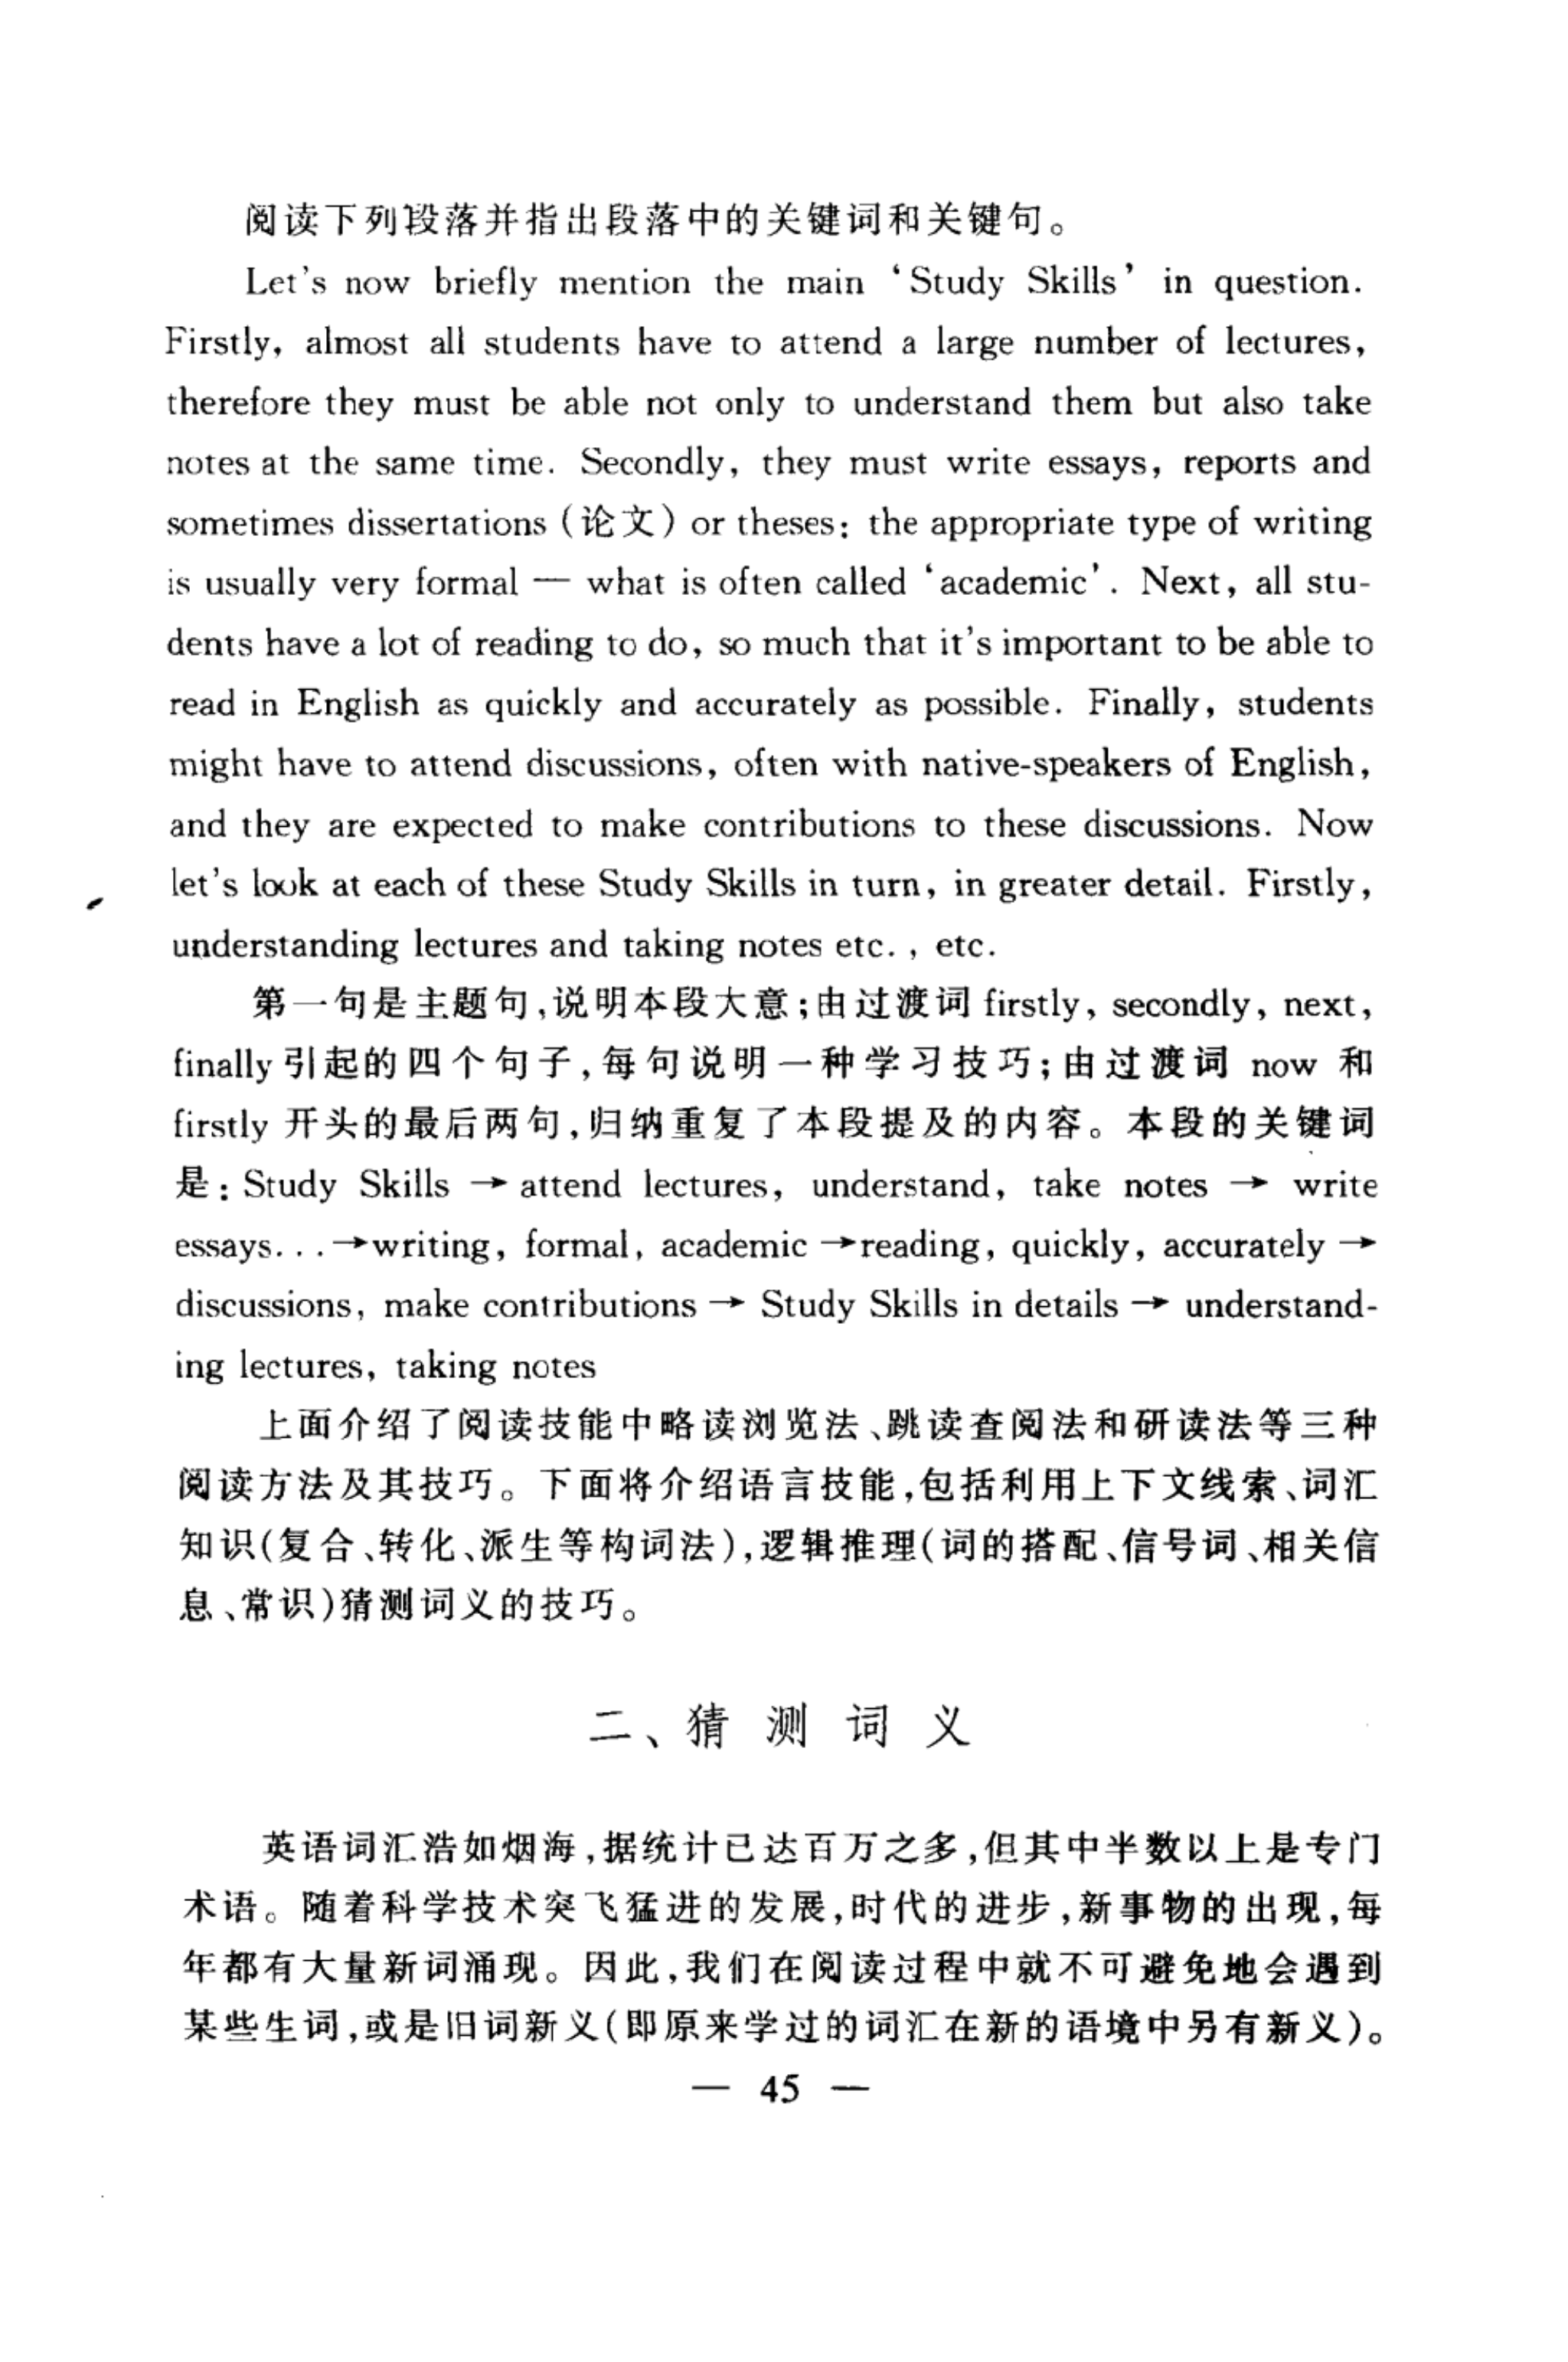 阅读下列段落并指出段落中的关键词和关键句。
Let's now briefly mention the main ‘Study Skills’ in question.
Firstly, almost all students have to attend a large number of lectures,
therefore they must be able not only to understand them but also take
notes at the same time. Secondly, they must write essays, reports and
sometimes dissertations (论文) or theses: the appropriate type of writing
is usually very formal — what is often called ‘academic’. Next, all stu-
dents have a lot of reading to do, so much that it's important to be able to
read in English as quickly and accurately as possible. Finally, students
might have to attend discussions, often with native-speakers of English,
and they are expected to make contributions to these discussions. Now
let's look at each of these Study Skills in turn, in greater detail. Firstly,
understanding lectures and taking notes etc., etc.
第一句是主题句,说明本段大意;由过渡词 firstly, secondly, next,
finally 引起的四个句子,每句说明一种学习技巧;由过渡词 now 和
firstly 开头的最后两句,归纳重复了本段提及的内容。本段的关键词
是: Study Skills → attend lectures, understand, take notes → write
essays...→writing, formal, academic →reading, quickly, accurately →
discussions, make contributions → Study Skills in details → understand-
ing lectures, taking notes
上面介绍了阅读技能中略读浏览法、跳读查阅法和研读法等三种
阅读方法及其技巧。下面将介绍语言技能,包括利用上下文线索、词汇
知识(复合、转化、派生等构词法),逻辑推理(词的搭配、信号词、相关信
息、常识)猜测词义的技巧。
二、猜 测 词 义
英语词汇浩如烟海,据统计已达百万之多,但其中半数以上是专门
术语。随着科学技术突飞猛进的发展,时代的进步,新事物的出现,每
年都有大量新词涌现。因此,我们在阅读过程中就不可避免地会遇到
某些生词,或是旧词新义(即原来学过的词汇在新的语境中另有新义)。
— 45 —